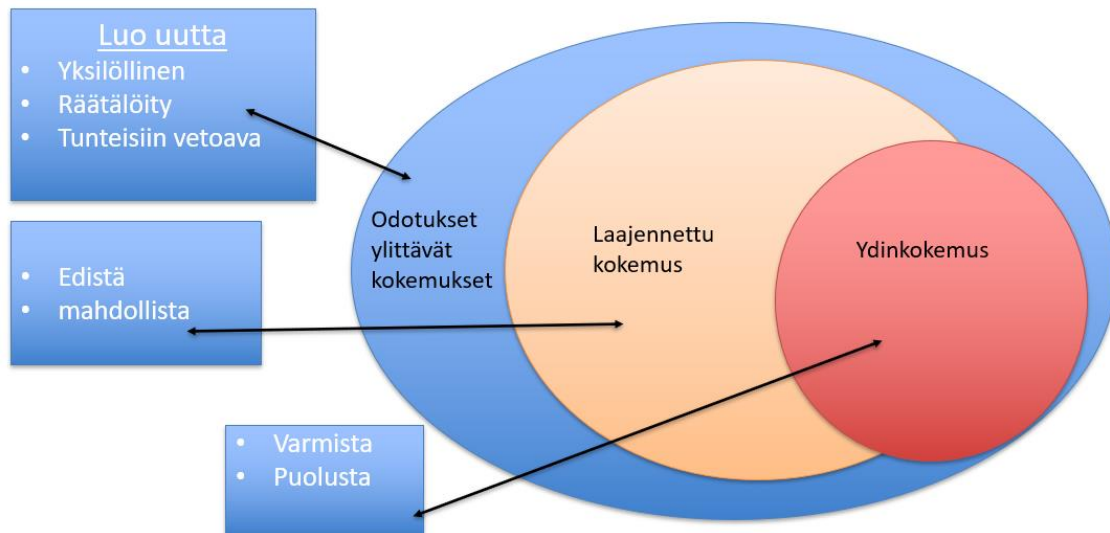 Luo uutta
• Yksilöllinen
• Räätälöity
• Tunteisiin vetoava
Odotukset
ylittävät
kokemukset
Laajennettu
kokemus
Ydinkokemus
• Edistä
• mahdollista
• Varmista
• Puolusta